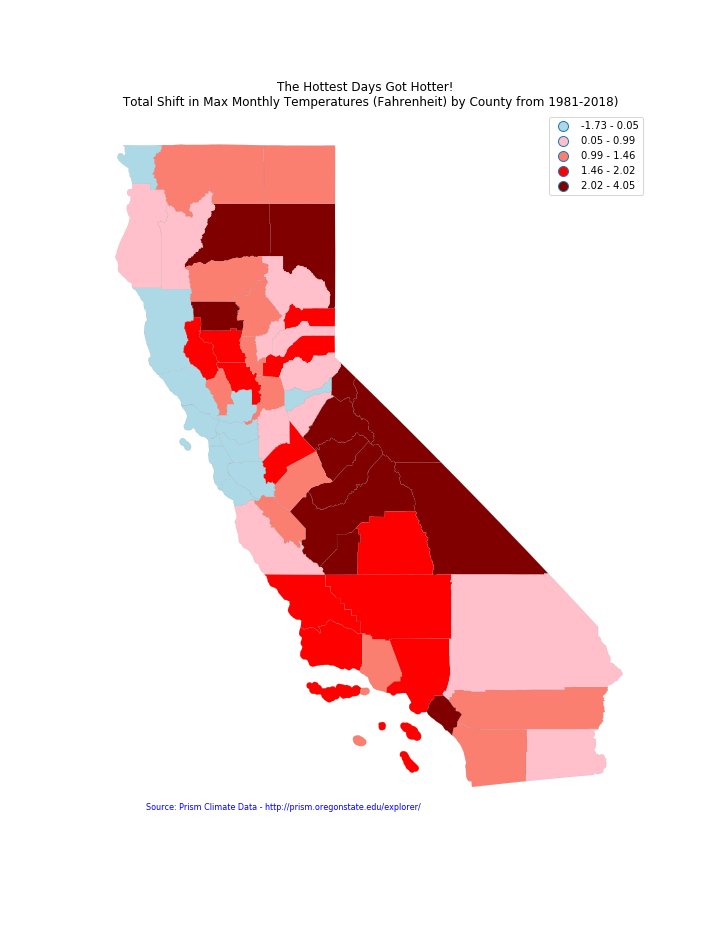 The Hottest Days Got Hotter!
Total Shift in Max Monthly Temperatures (Fahrenheit) by County from 1981-2018)
-1.73 - 0.05
0.05 - 0.99
0.99 - 1.46
1.46 - 2.02
2.02 - 4.05
Source: Prism Climate Data - http://prism.oregonstate.edu/explorer/